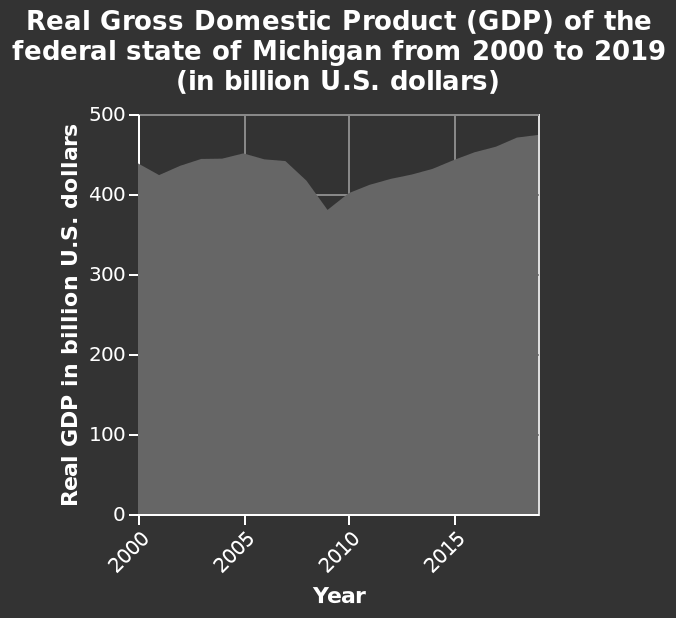 Real Gross Domestic Product (GDP) of the
federal state of Michigan from 2000 to 2019
(in billion U.S. dollars)
Real GDP in billion U.S. dollars
500
400
300
200
100
0
2000
2005
2010
2015
Year